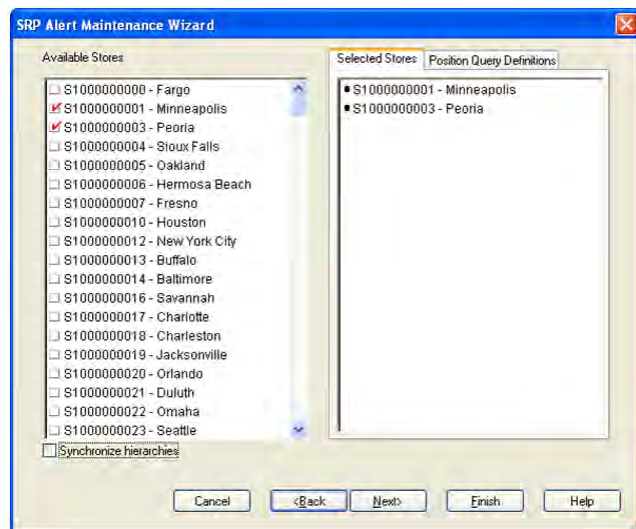 SRP Alert Maintenance Wizard
Available Stores
S1000000000 - Fargo
S1000000001 - Minneapolis
S1000000003 - Peoria
S1000000004 - Sioux Falls
S1000000005 - Oakland
S1000000006 - Hermosa Beach
S1000000007 - Fresno
S1000000010 - Houston
S1000000012 - New York City
S1000000013 - Buffalo
S1000000014 - Baltimore
S1000000016 - Savannah
S1000000017 - Charlotte
S1000000018 - Charleston
S1000000019 - Jacksonville
S1000000020 - Orlando
S1000000021 - Duluth
S1000000022 - Omaha
S1000000023 - Seattle
Synchronize hierarchies
Selected Stores Position Query Definitions
S1000000001 - Minneapolis
S1000000003 - Peoria
Cancel <Back Next> Finish Help